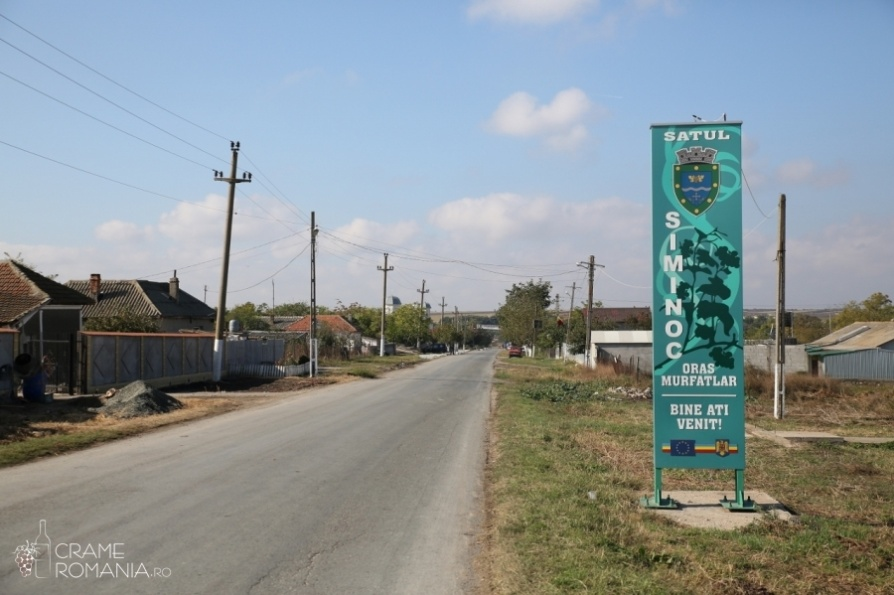 SATUL
SIMINOC
ORAS
MURFATLAR
BINE ATI
VENIT!
CRAME
ROMANIA.RO